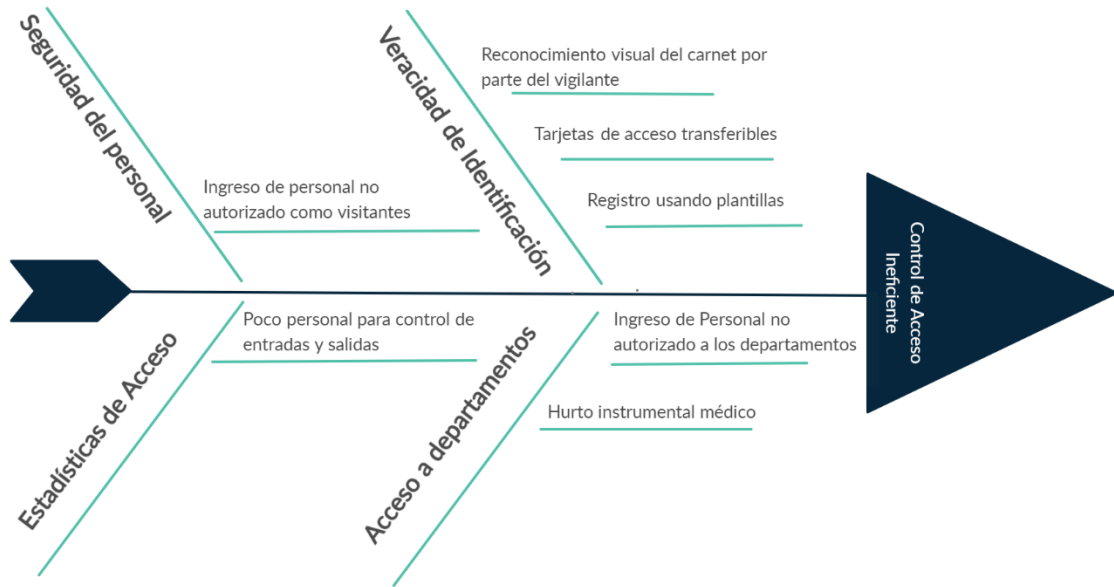 Seguridad del personal
Ingreso de personal no
autorizado como visitantes
Veracidad de Identificación
Reconocimiento visual del carnet por
parte del vigilante
Tarjetas de acceso transferibles
Registro usando plantillas
Control de Acceso
Ineficiente
Estadísticas de Acceso
Poco personal para control de
entradas y salidas
Acceso a departamentos
Ingreso de Personal no
autorizado a los departamentos
Hurto instrumental médico